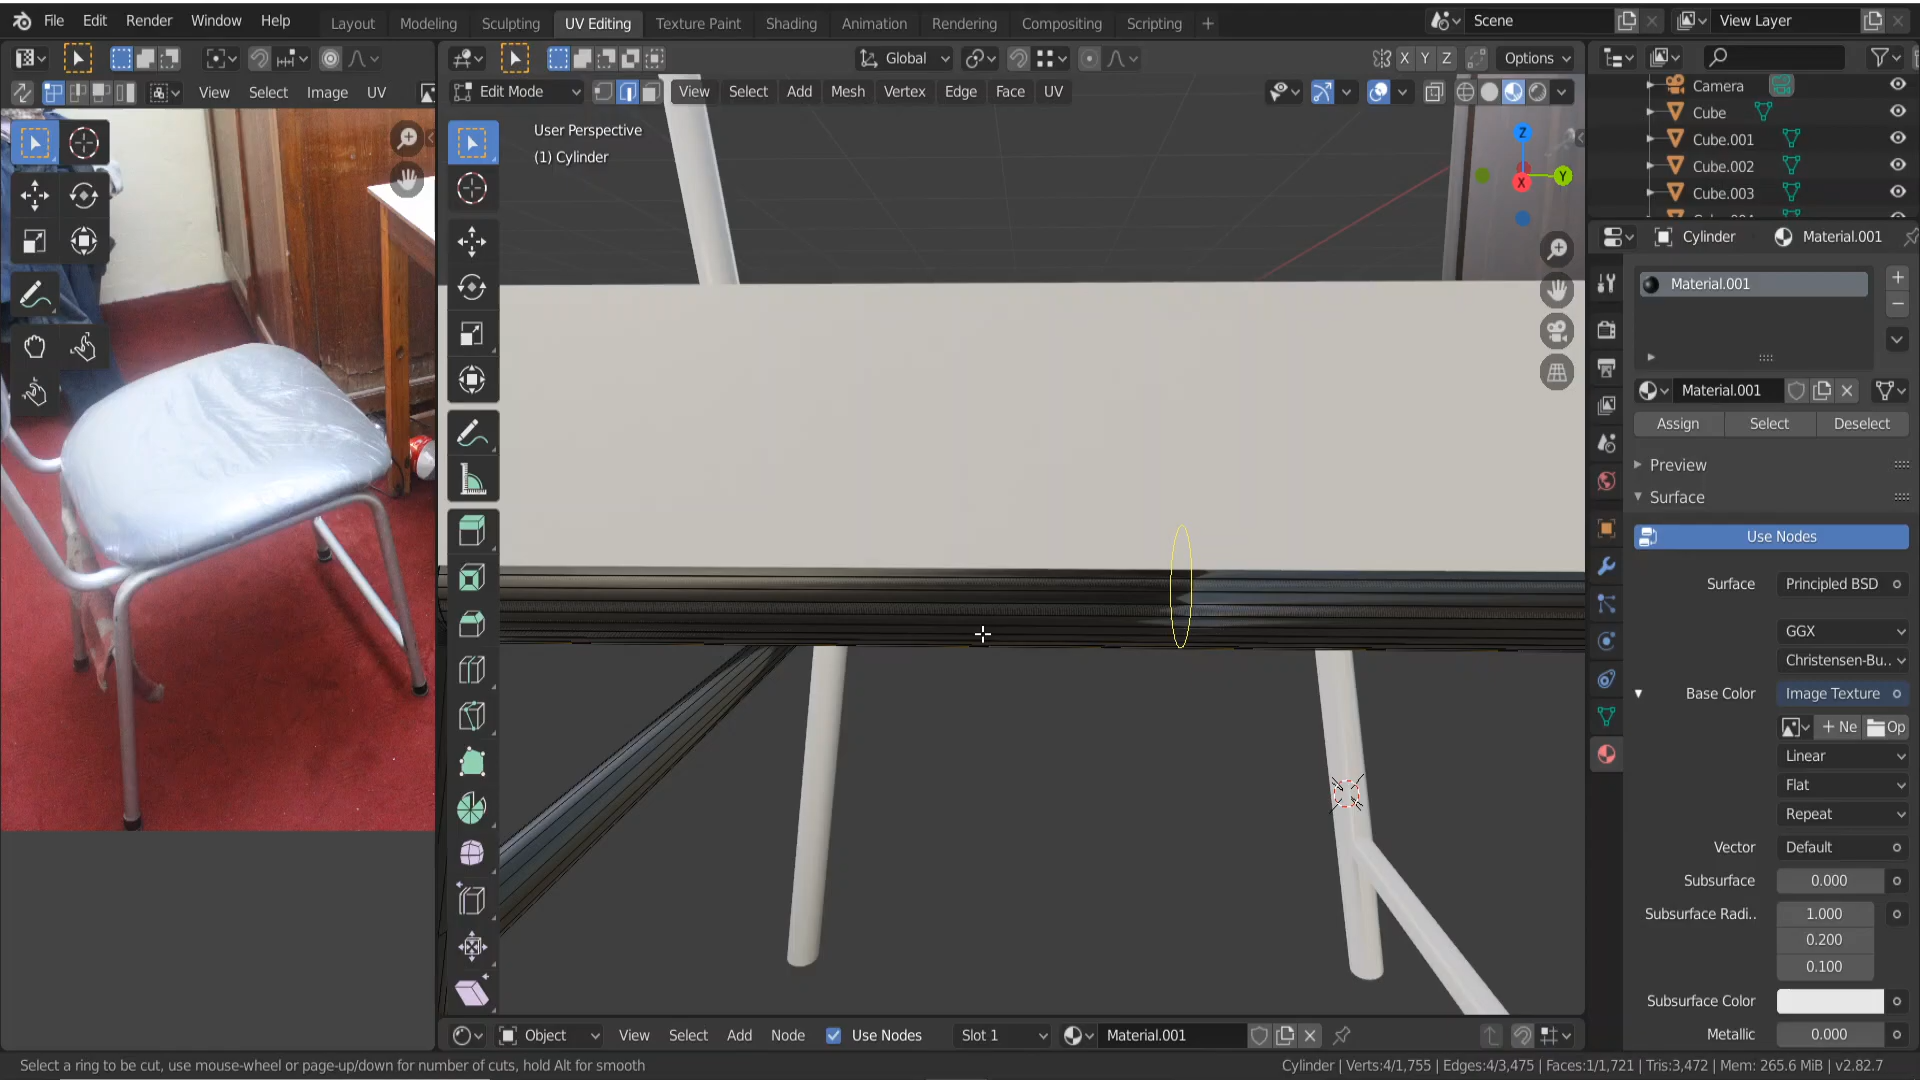 File Edit Render Window Help Layout Modeling Sculpting UV Editing Texture Paint Shading Animation Rendering Compositing Scripting + Scene View Layer
Global X Y Z Options
View Select Image UV Edit Mode View Select Add Mesh Vertex Edge Face UV
Camera
Cube
Cube.001
Cube.002
Cube.003
User Perspective
(1) Cylinder
Z
Y
X
Cylinder Material.001
Material.001
Material.001
Assign Select Deselect
Preview
Surface
Use Nodes
Surface Principled BSD
GGX
Christensen-Bu..
Base Color Image Texture
+ Ne Op
Linear
Flat
Repeat
Vector Default
Subsurface 0.000
Subsurface Radi.. 1.000
0.200
0.100
Subsurface Color
Metallic 0.000
Object View Select Add Node Use Nodes Slot 1 Material.001
Select a ring to be cut, use mouse-wheel or page-up/down for number of cuts, hold Alt for smooth
Cylinder | Verts:4/1,755 | Edges:4/3,475 | Faces:1/1,721 | Tris:3,472 | Mem: 265.6 MiB | v2.82.7